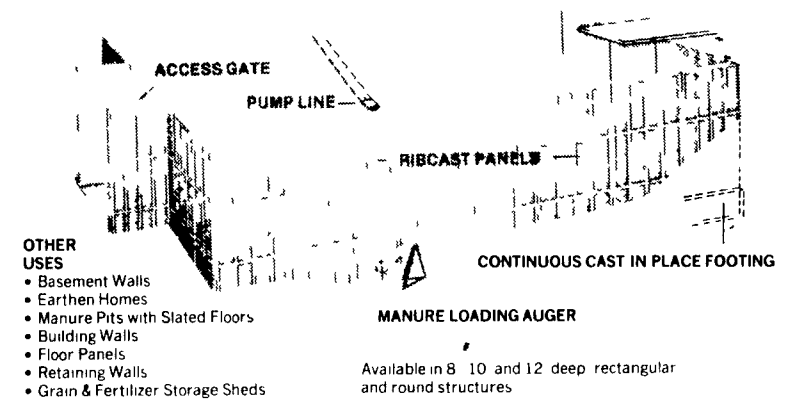 ACCESS GATE
PUMP LINE
RIBCAST PANELS
OTHER
USES
• Basement Walls
• Earthen Homes
• Manure Pits with Slated Floors
• Building Walls
• Floor Panels
• Retaining Walls
• Grain & Fertilizer Storage Sheds
CONTINUOUS CAST IN PLACE FOOTING
MANURE LOADING AUGER
Available in 8 10 and 12 deep rectangular
and round structures